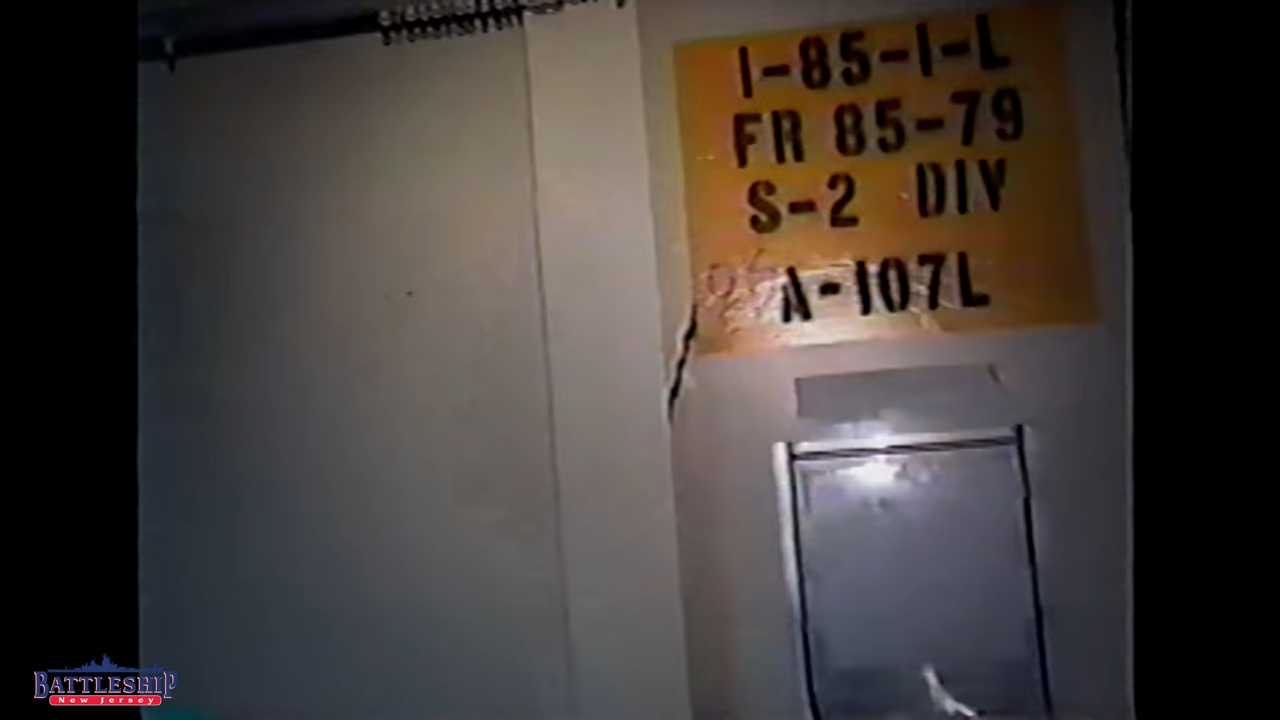 1-85-1-L
FR 85-79
S-2 DIV
A-107L
BATTLESHIP
New Jersey